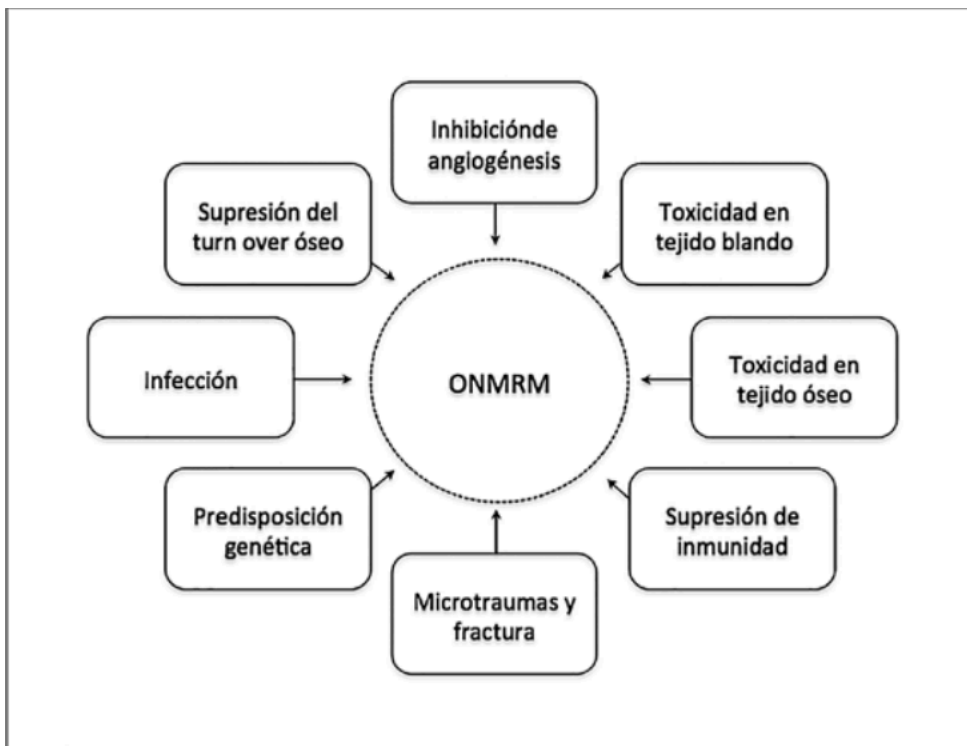 Inhibiciónde
angiogénesis
Supresión del
turn over óseo
Toxicidad en
tejido blando
Infección
ONMRM
Toxicidad en
tejido óseo
Predisposición
genética
Supresión de
inmunidad
Microtraumas y
fractura